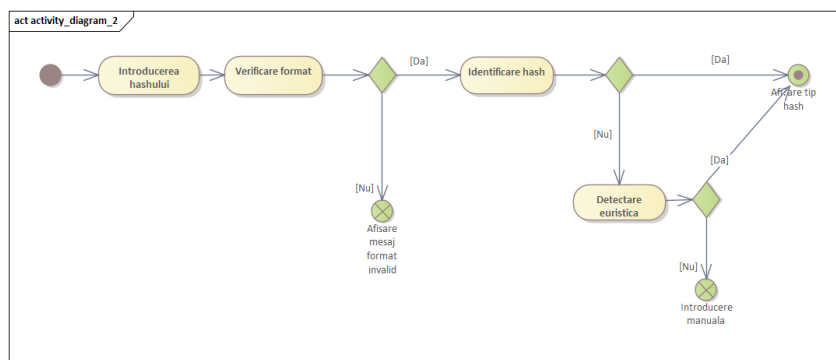 act activity_diagram_2
Introducerea
hashului
Verificare format
[Da]
Identificare hash
[Da]
Afizare tip
hash
[Nu]
[Da]
[Nu]
Afisare
mesaj
format
invalid
Detectare
euristica
[Nu]
Introducere
manuala